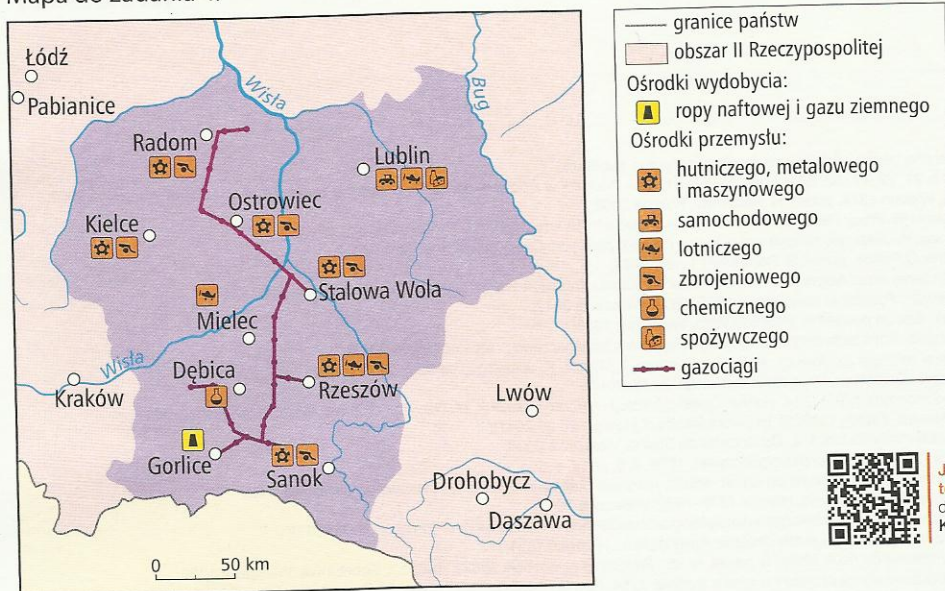 Mapa do zadania
Łódź
Pabianice
Wisła
Bug
Radom
Lublin
Ostrowiec
Kielce
Stalowa Wola
Mielec
Wisła
Dębica
Rzeszów
Kraków
Lwów
Gorlice
Sanok
Drohobycz
Daszawa
0 50 km
granice państw
obszar II Rzeczypospolitej
Ośrodki wydobycia:
ropy naftowej i gazu ziemnego
Ośrodki przemysłu:
hutniczego, metalowego
i maszynowego
samochodowego
lotniczego
zbrojeniowego
chemicznego
spożywczego
gazociągi